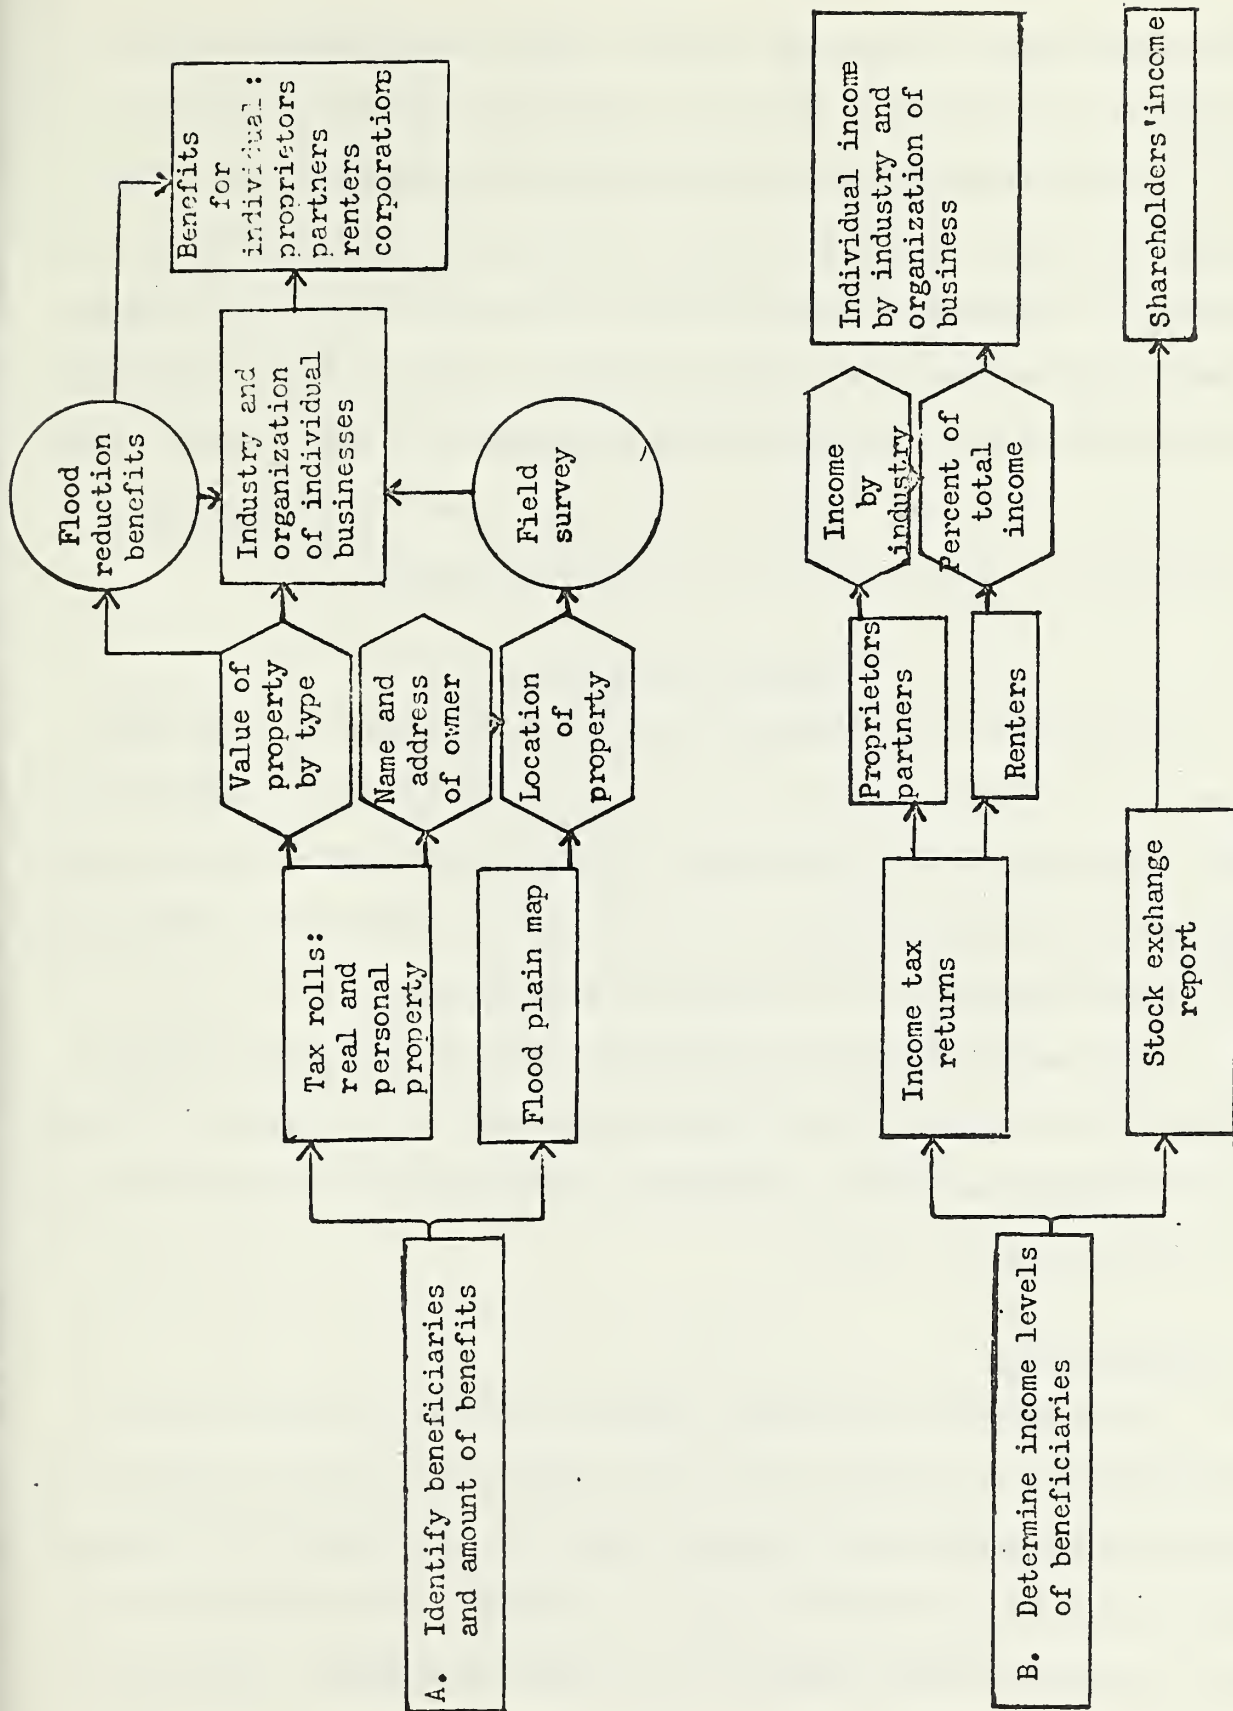 A. Identify beneficiaries
and amount of benefits
Tax rolls:
real and
personal
property
Flood plain map
Value of
property
by type
Name and
address
of owner
Location
of
property
Flood
reduction
benefits
Industry and
organization
of individual
businesses
Field
survey
Benefits
for
individual:
proprietors
partners
renters
corporations
B. Determine income levels
of beneficiaries
Income tax
returns
Stock exchange
report
Proprietors
partners
Renters
Income
by
industry
Percent of
total
income
Individual income
by industry and
organization of
business
Shareholders' income